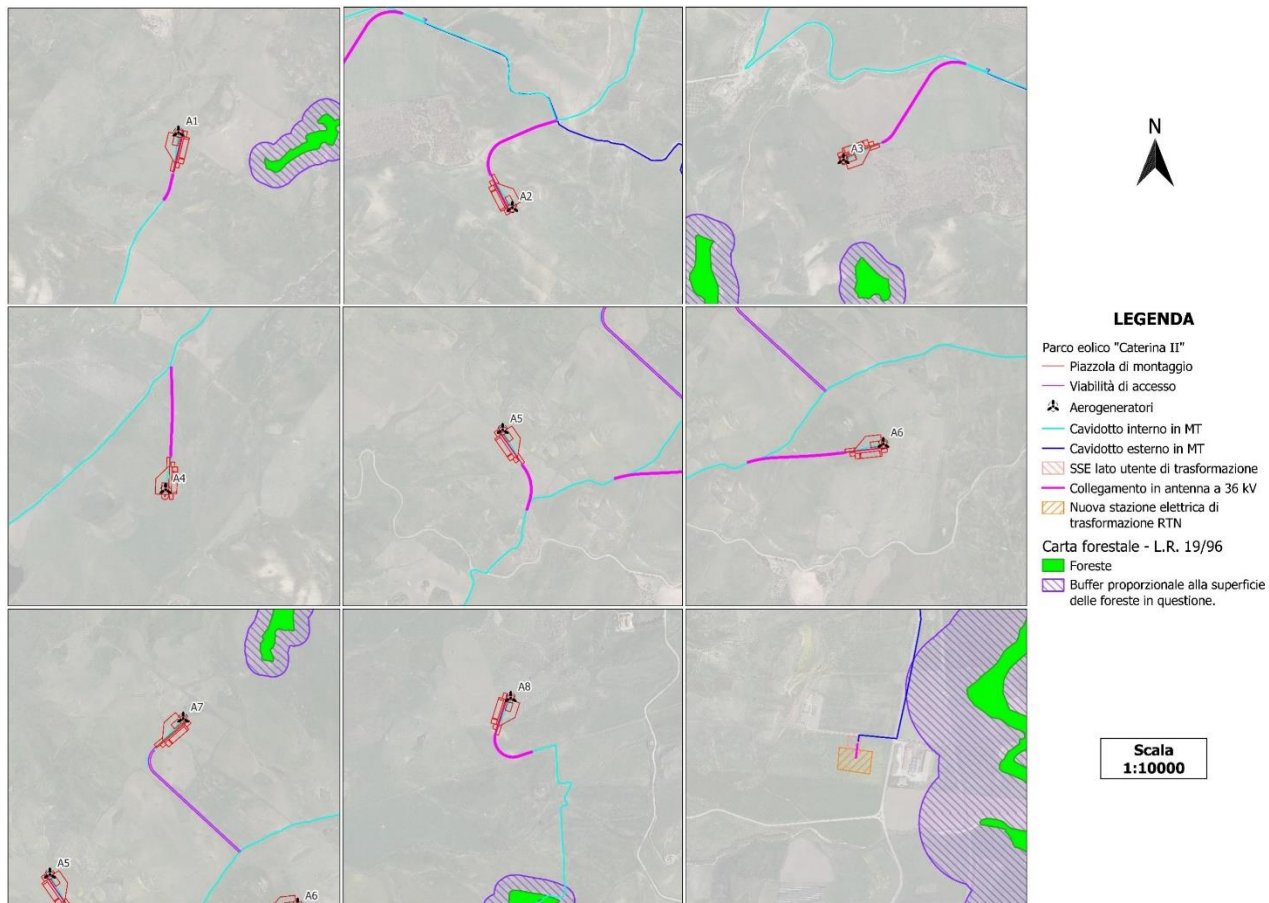 A1
A2
A3
A4
A5
A6
A7
A5
A6
A8
N
LEGENDA
Parco eolico "Caterina II"
Piazzola di montaggio
Viabilità di accesso
Aerogeneratori
Cavidotto interno in MT
Cavidotto esterno in MT
SSE lato utente di trasformazione
Collegamento in antenna a 36 kV
Nuova stazione elettrica di
trasformazione RTN
Carta forestale - L.R. 19/96
Foreste
Buffer proporzionale alla superficie
delle foreste in questione.
Scala
1:10000